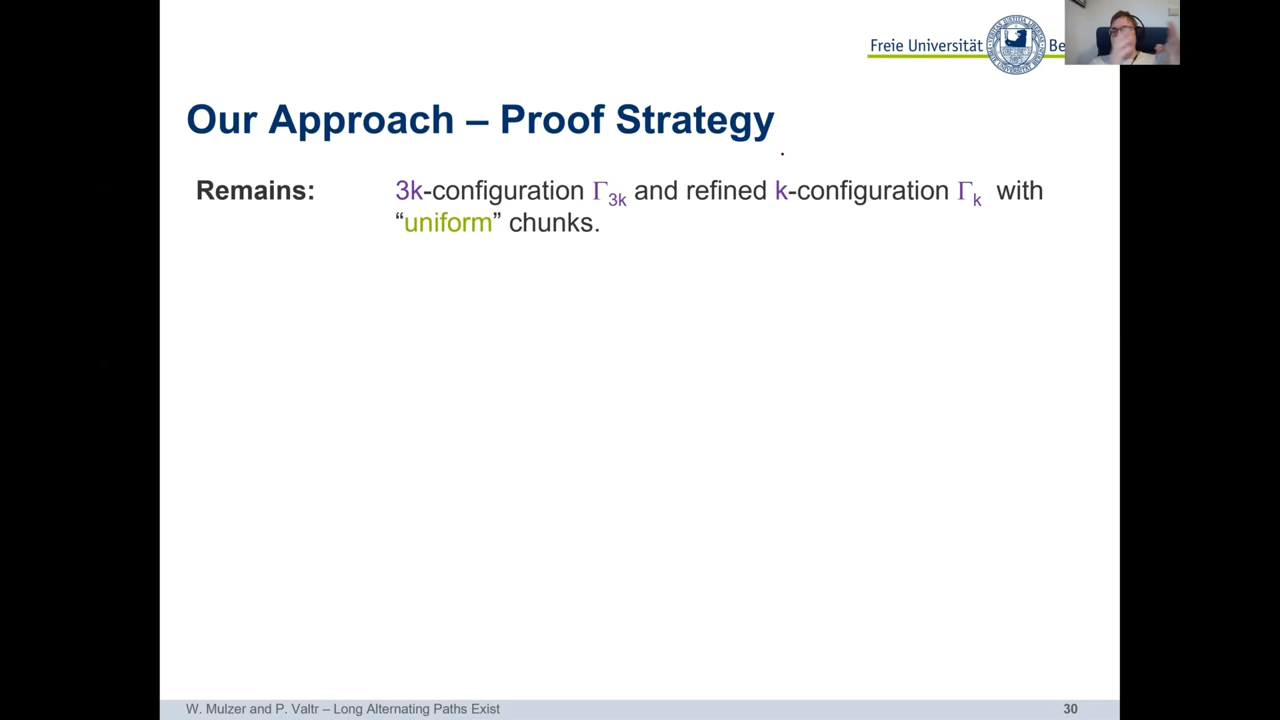 Freie Universität Be
Our Approach – Proof Strategy
Remains: 3k-configuration Γ3k and refined k-configuration Γk with
“uniform” chunks.
W. Mulzer and P. Valtr – Long Alternating Paths Exist 30